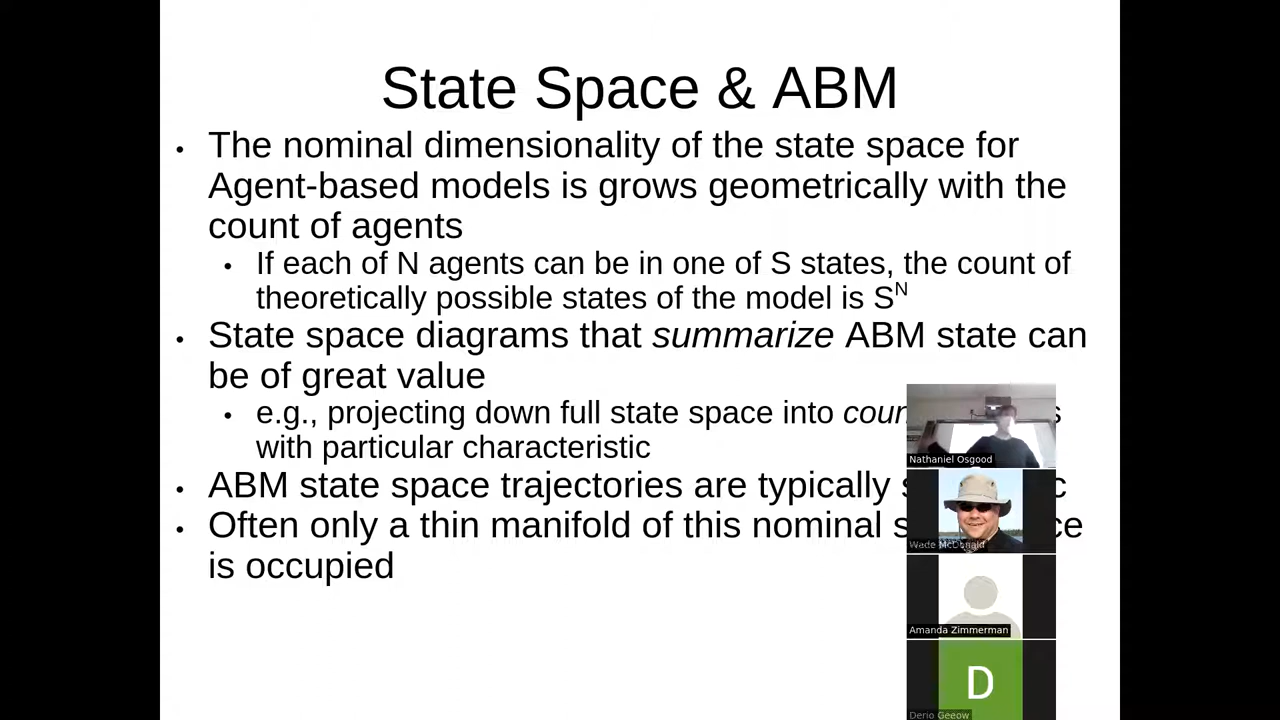 State Space & ABM
• The nominal dimensionality of the state space for
Agent-based models is grows geometrically with the
count of agents
• If each of N agents can be in one of S states, the count of
theoretically possible states of the model is S^N
• State space diagrams that summarize ABM state can
be of great value
• e.g., projecting down full state space into
with particular characteristic
• ABM state space trajectories are typically
• Often only a thin manifold of this nominal
is occupied
Nathaniel Osgood
Wade McDonald
Amanda Zimmerman
D
Derio Geeow